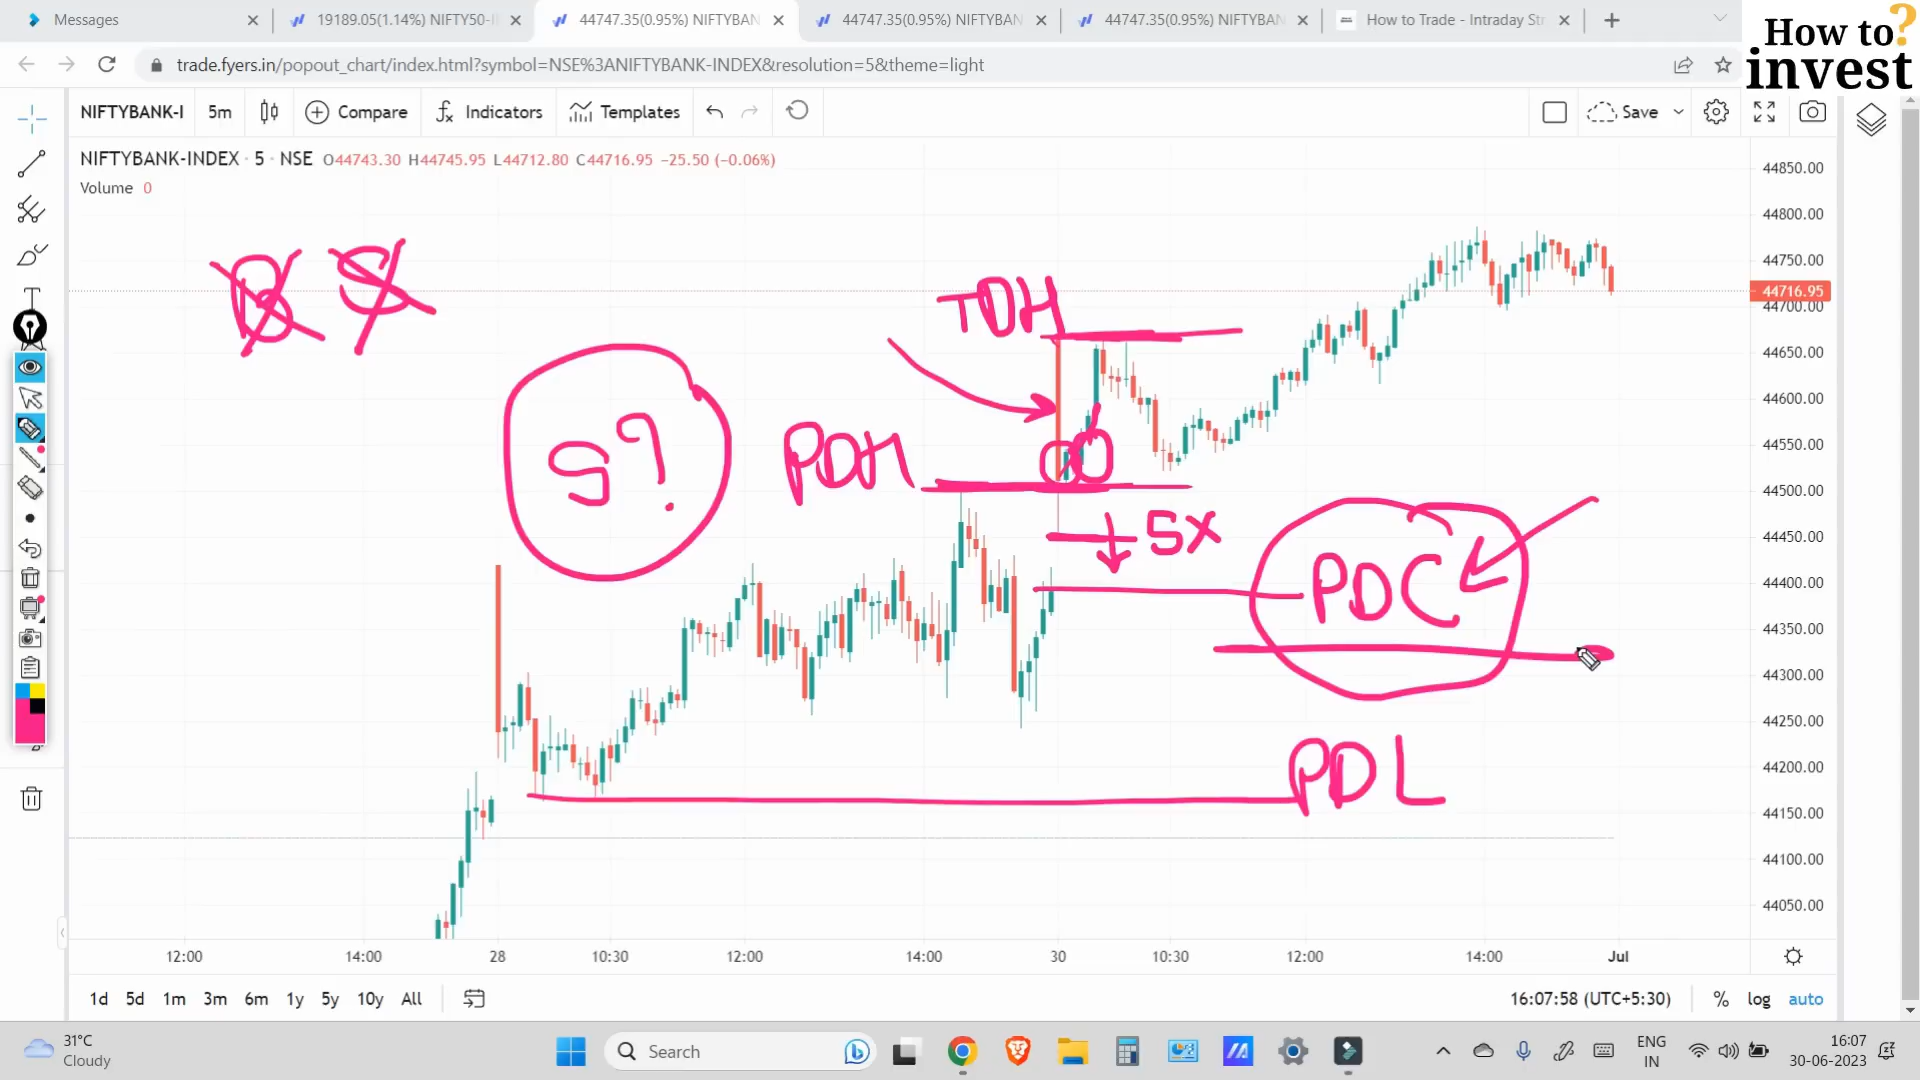 Messages
19189.05(1.14%) NIFTY50-I
44747.35(0.95%) NIFTYBAN
44747.35(0.95%) NIFTYBAN
44747.35(0.95%) NIFTYBAN
How to Trade - Intraday Str
How to?
invest
trade.fyers.in/popout_chart/index.html?symbol=NSE%3ANIFTYBANK-INDEX&resolution=5&theme=light
NIFTYBANK-I
5m
Compare
Indicators
Templates
Save
NIFTYBANK-INDEX · 5 · NSE O44743.30 H44745.95 L44712.80 C44716.95 −25.50 (−0.06%)
Volume 0
44850.00
44800.00
44750.00
44716.95
44700.00
44650.00
44600.00
44550.00
44500.00
44450.00
44400.00
44350.00
44300.00
44250.00
44200.00
44150.00
44100.00
44050.00
B S
TDH
S?
PDH
5X
PDC
PDL
12:00
14:00
28
10:30
12:00
14:00
30
10:30
12:00
14:00
Jul
1d 5d 1m 3m 6m 1y 5y 10y All
16:07:58 (UTC+5:30)
% log auto
31°C
Cloudy
Search
ENG
IN
16:07
30-06-2023